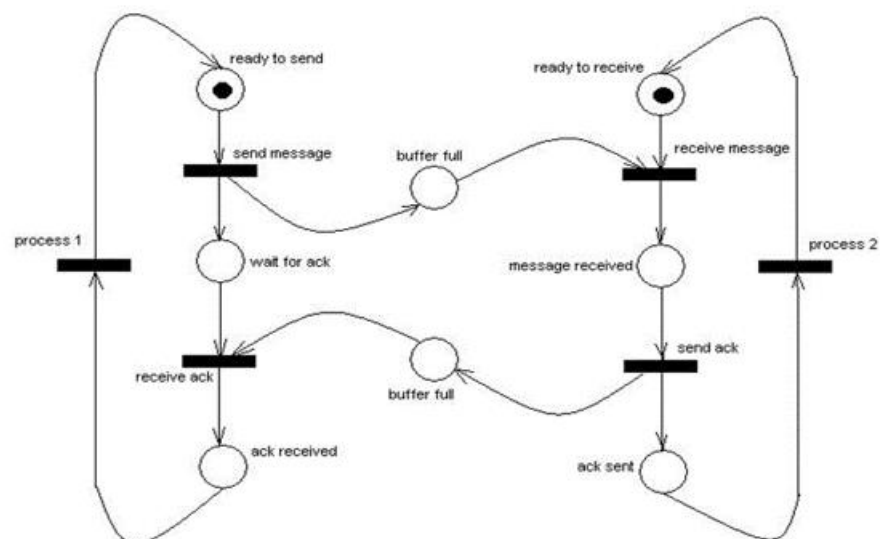 ready to send
ready to receive
send message
buffer full
receive message
process 1
wait for ack
message received
process 2
receive ack
buffer full
send ack
ack received
ack sent